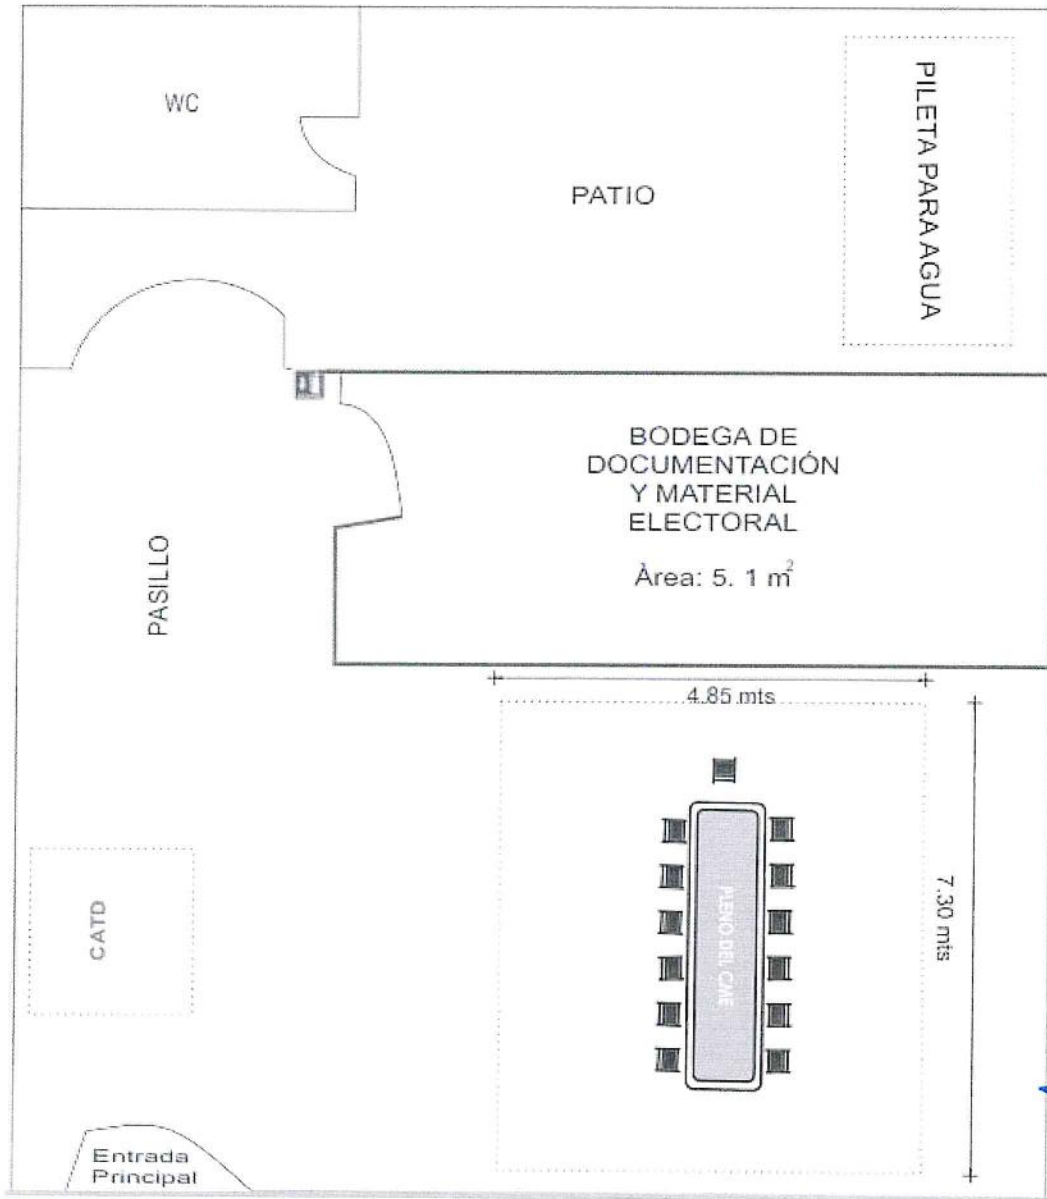 WC
PATIO
PILETA PARA AGUA
BODEGA DE
DOCUMENTACIÓN
Y MATERIAL
ELECTORAL
Àrea: 5. 1 m²
PASILLO
4.85 mts
7.30 mts
PLENO DEL CME
CATD
Entrada
Principal